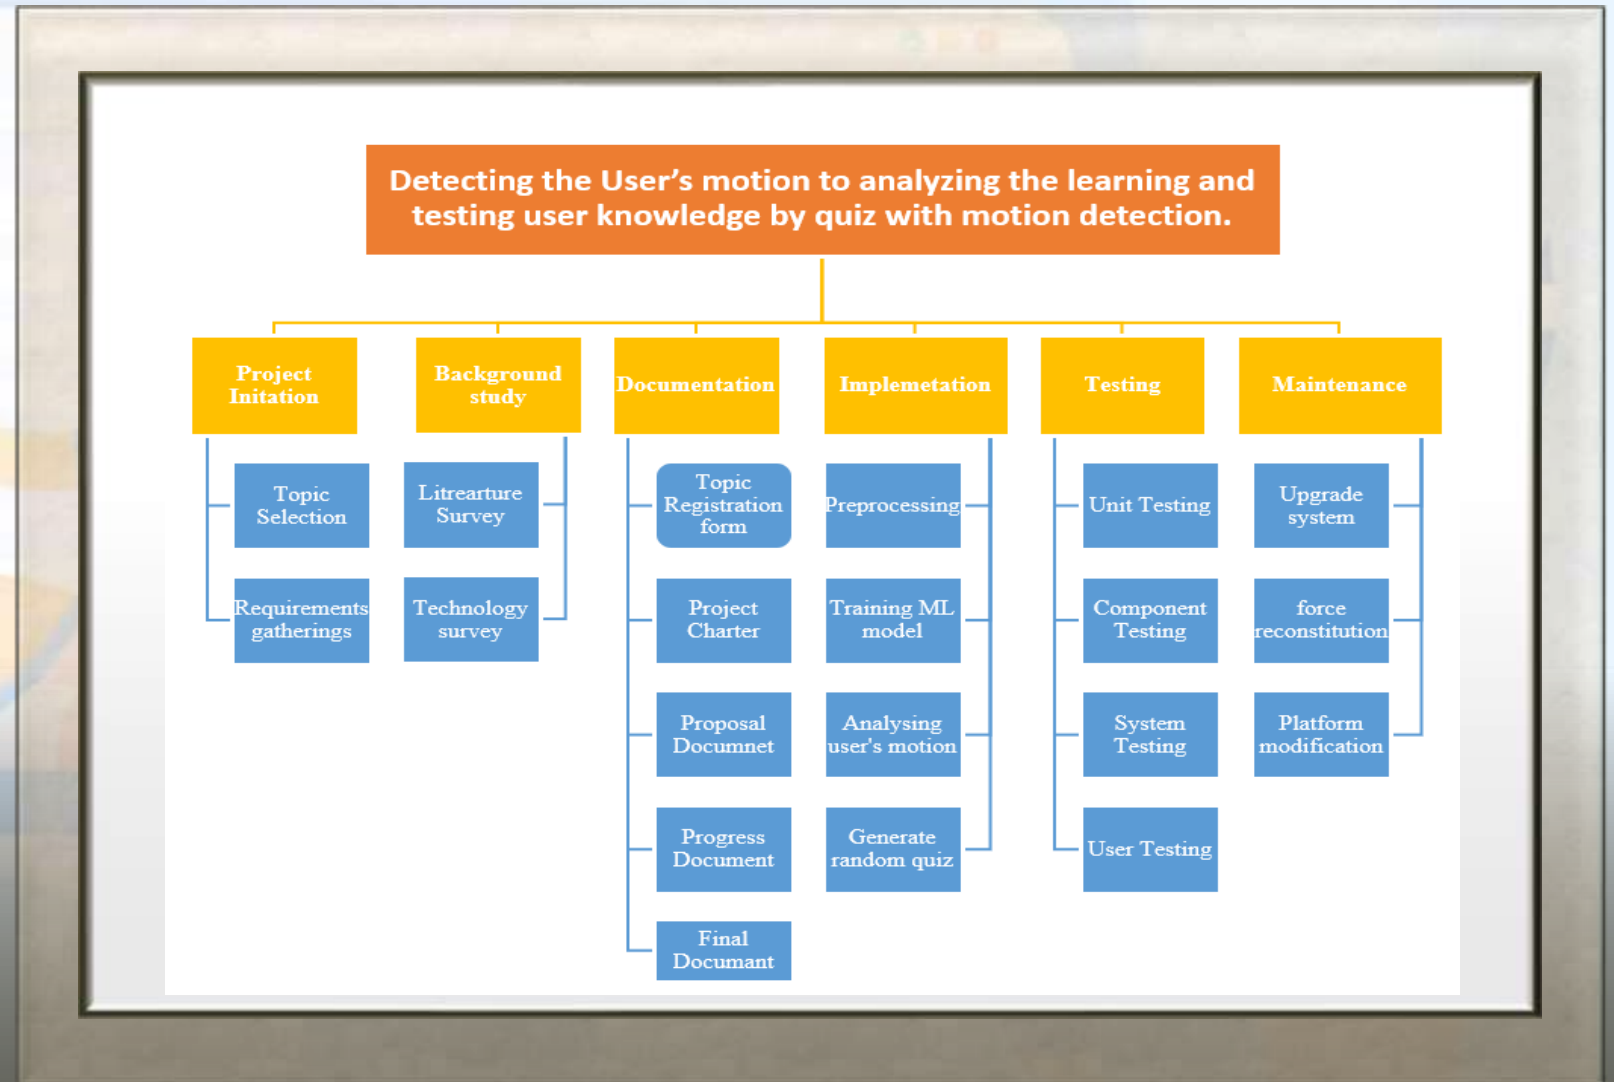 Detecting the User’s motion to analyzing the learning and
testing user knowledge by quiz with motion detection.
Project
Initation
Topic
Selection
Requirements
gatherings
Background
study
Litrearture
Survey
Technology
survey
Documentation
Topic
Registration
form
Project
Charter
Proposal
Documnet
Progress
Document
Final
Documant
Implemetation
Preprocessing
Training ML
model
Analysing
user's motion
Generate
random quiz
Testing
Unit Testing
Component
Testing
System
Testing
User Testing
Maintenance
Upgrade
system
force
reconstitution
Platform
modification